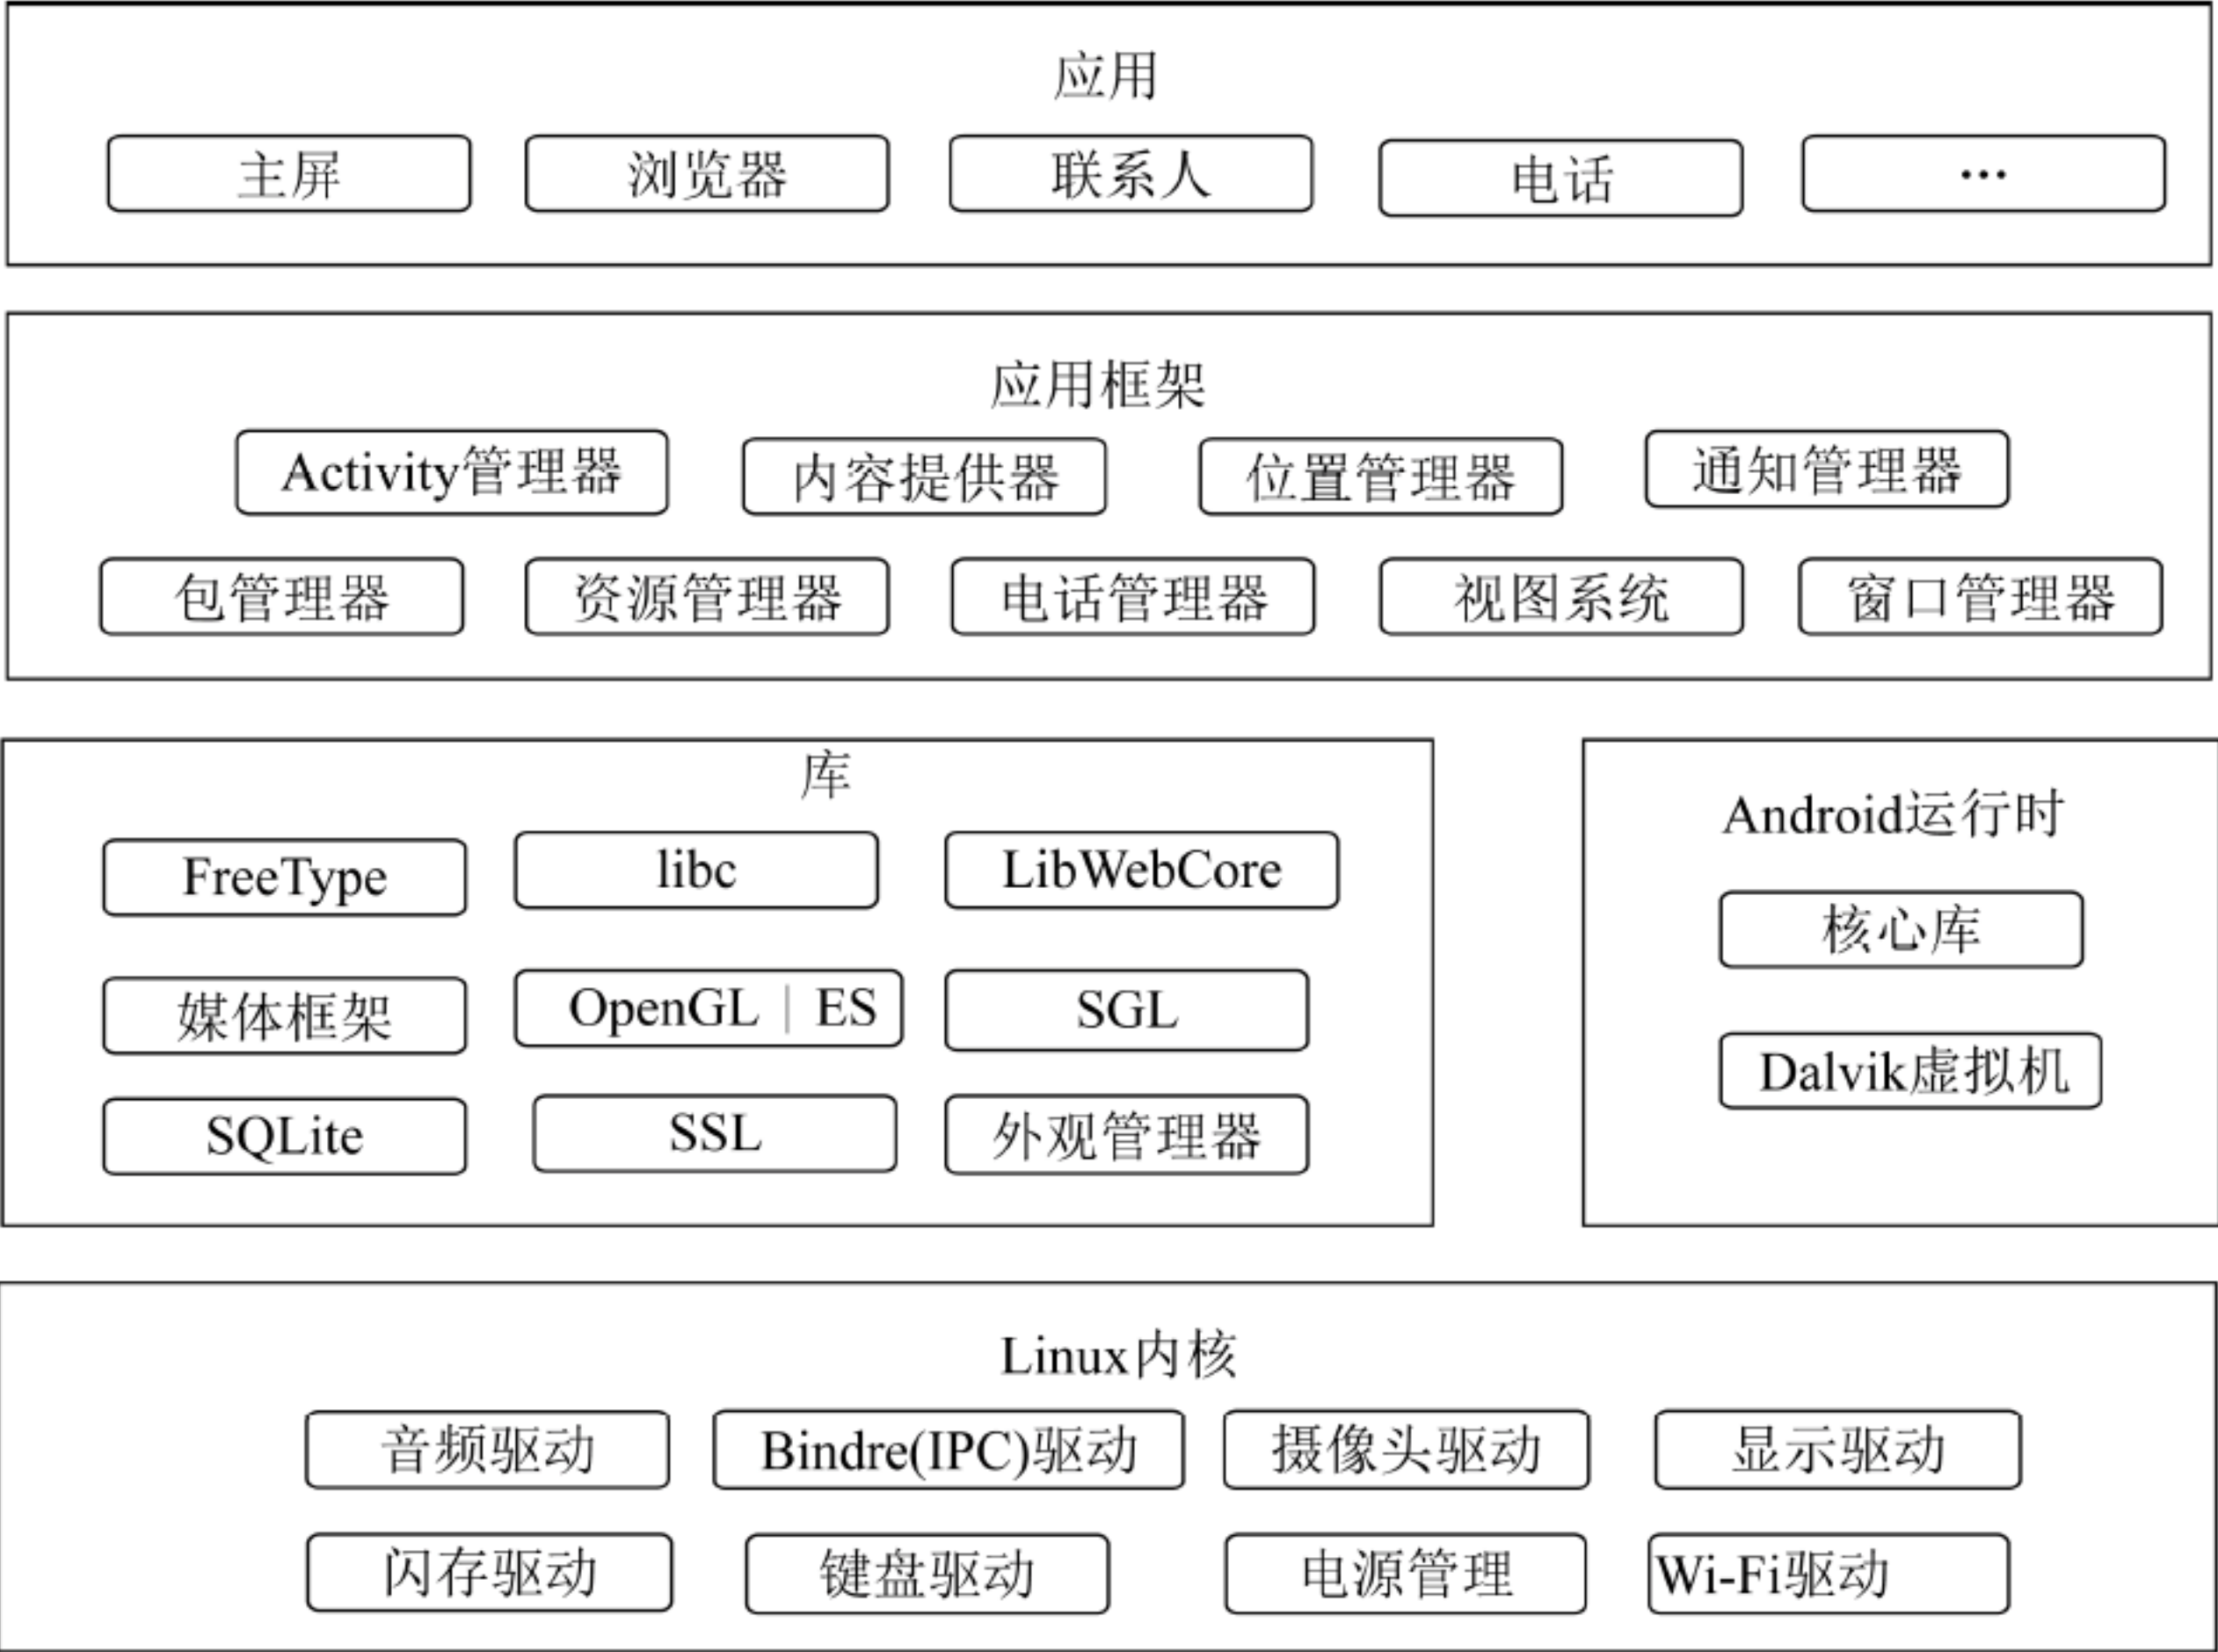 应用
主屏 浏览器 联系人 电话 …
应用框架
Activity管理器 内容提供器 位置管理器 通知管理器
包管理器 资源管理器 电话管理器 视图系统 窗口管理器
库
FreeType libc LibWebCore
媒体框架 OpenGL | ES SGL
SQLite SSL 外观管理器
Android运行时
核心库
Dalvik虚拟机
Linux内核
音频驱动 Bindre(IPC)驱动 摄像头驱动 显示驱动
闪存驱动 键盘驱动 电源管理 Wi-Fi驱动